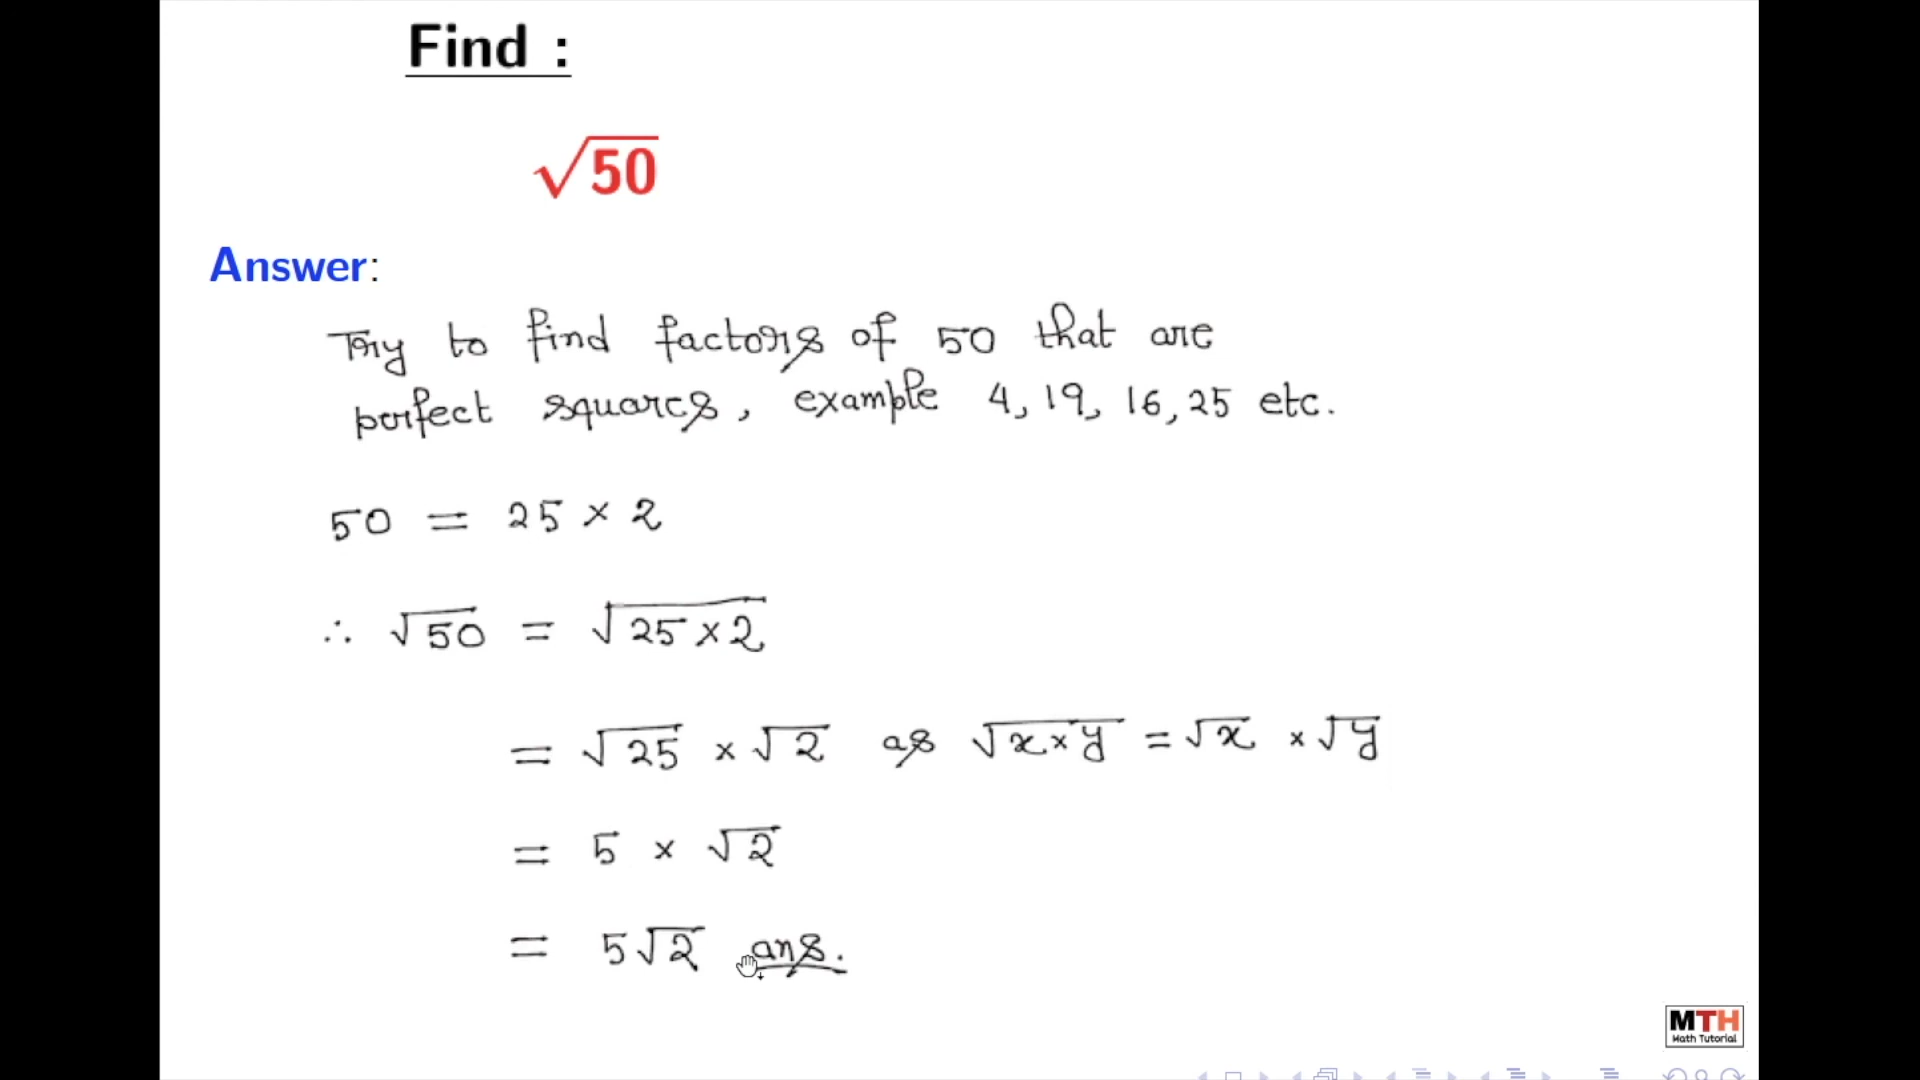 Find :
√50
Answer:
Try to find factors of 50 that are
perfect squares, example 4, 19, 16, 25 etc.
50 = 25 × 2
∴ √50 = √25 × 2
= √25 × √2 as √x × y = √x × √y
= 5 × √2
= 5√2 ans.
MTH
Math Tutorial